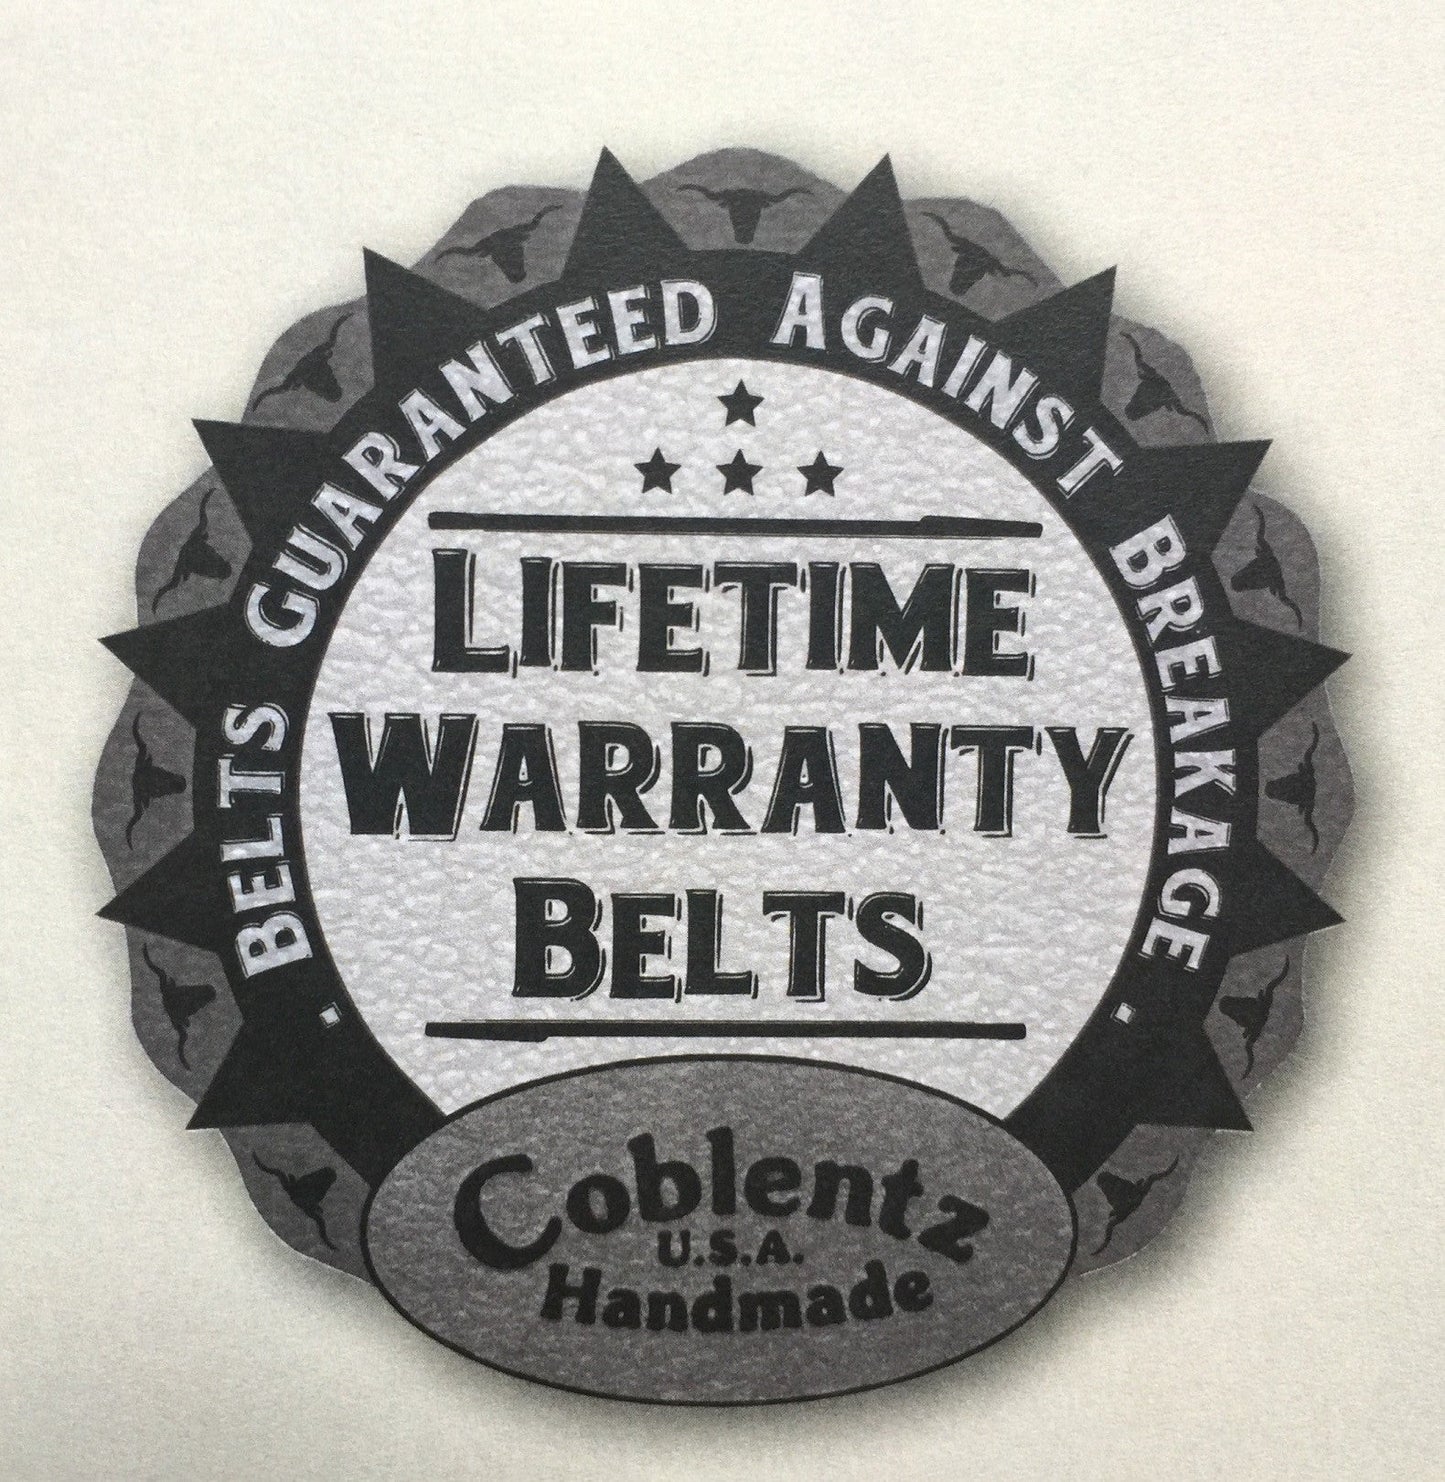 BELTS GUARANTEED AGAINST BREAKAGE
LIFETIME
WARRANTY
BELTS
Coblentz
U.S.A.
Handmade